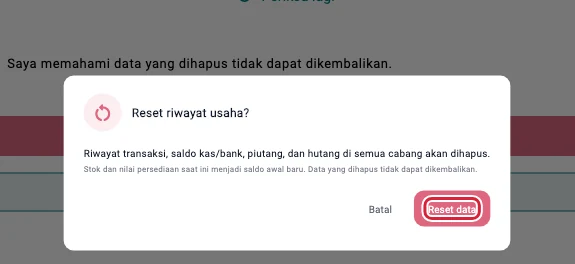 Saya memahami data yang dihapus tidak dapat dikembalikan.
Reset riwayat usaha?
Riwayat transaksi, saldo kas/bank, piutang, dan hutang di semua cabang akan dihapus.
Stok dan nilai persediaan saat ini menjadi saldo awal baru. Data yang dihapus tidak dapat dikembalikan.
Batal
Reset data